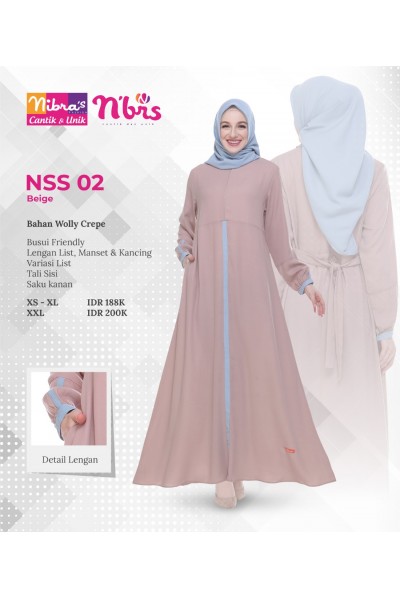 Nibra's
Cantik & Unik
N'brs
NSS 02
Beige
Bahan Wolly Crepe
Busui Friendly
Lengan List, Manset & Kancing
Variasi List
Tali Sisi
Saku kanan
XS - XL IDR 188K
XXL IDR 200K
Detail Lengan